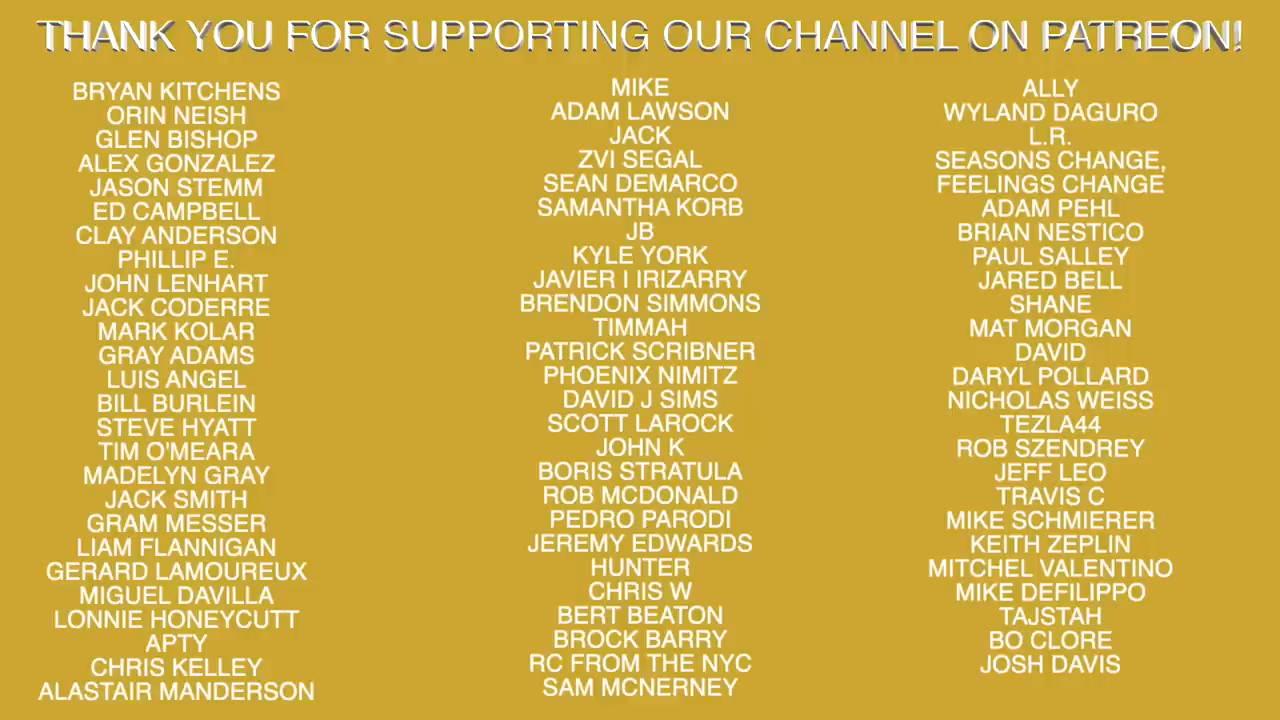 THANK YOU FOR SUPPORTING OUR CHANNEL ON PATREON!
BRYAN KITCHENS
ORIN NEISH
GLEN BISHOP
ALEX GONZALEZ
JASON STEMM
ED CAMPBELL
CLAY ANDERSON
PHILLIP E.
JOHN LENHART
JACK CODERRE
MARK KOLAR
GRAY ADAMS
LUIS ANGEL
BILL BURLEIN
STEVE HYATT
TIM O'MEARA
MADELYN GRAY
JACK SMITH
GRAM MESSER
LIAM FLANNIGAN
GERARD LAMOUREUX
MIGUEL DAVILLA
LONNIE HONEYCUTT
APTY
CHRIS KELLEY
ALASTAIR MANDERSON
MIKE
ADAM LAWSON
JACK
ZVI SEGAL
SEAN DEMARCO
SAMANTHA KORB
JB
KYLE YORK
JAVIER I IRIZARRY
BRENDON SIMMONS
TIMMAH
PATRICK SCRIBNER
PHOENIX NIMITZ
DAVID J SIMS
SCOTT LAROCK
JOHN K
BORIS STRATULA
ROB MCDONALD
PEDRO PARODI
JEREMY EDWARDS
HUNTER
CHRIS W
BERT BEATON
BROCK BARRY
RC FROM THE NYC
SAM MCNERNEY
ALLY
WYLAND DAGURO
L.R.
SEASONS CHANGE,
FEELINGS CHANGE
ADAM PEHL
BRIAN NESTICO
PAUL SALLEY
JARED BELL
SHANE
MAT MORGAN
DAVID
DARYL POLLARD
NICHOLAS WEISS
TEZLA44
ROB SZENDREY
JEFF LEO
TRAVIS C
MIKE SCHMIERER
KEITH ZEPLIN
MITCHEL VALENTINO
MIKE DEFILIPPO
TAJSTAH
BO CLORE
JOSH DAVIS